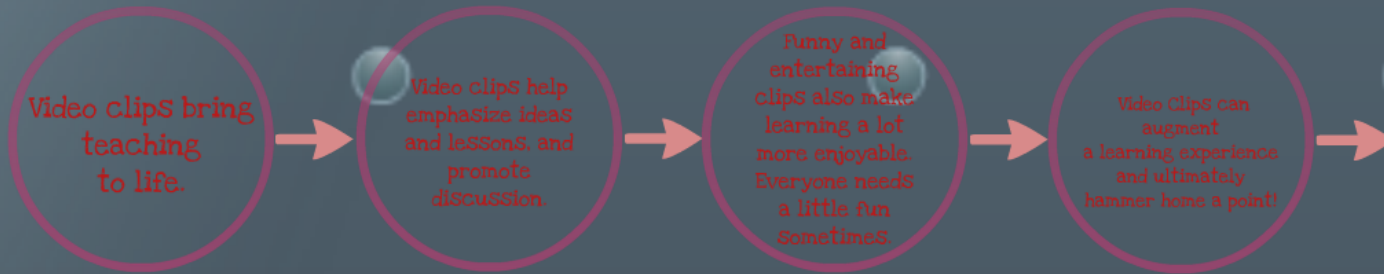 Video clips bring
teaching
to life.
Video clips help
emphasize ideas
and lessons, and
promote
discussion.
Funny and
entertaining
clips also make
learning a lot
more enjoyable.
Everyone needs
a little fun
sometimes.
Video Clips can
augment
a learning experience
and ultimately
hammer home a point!